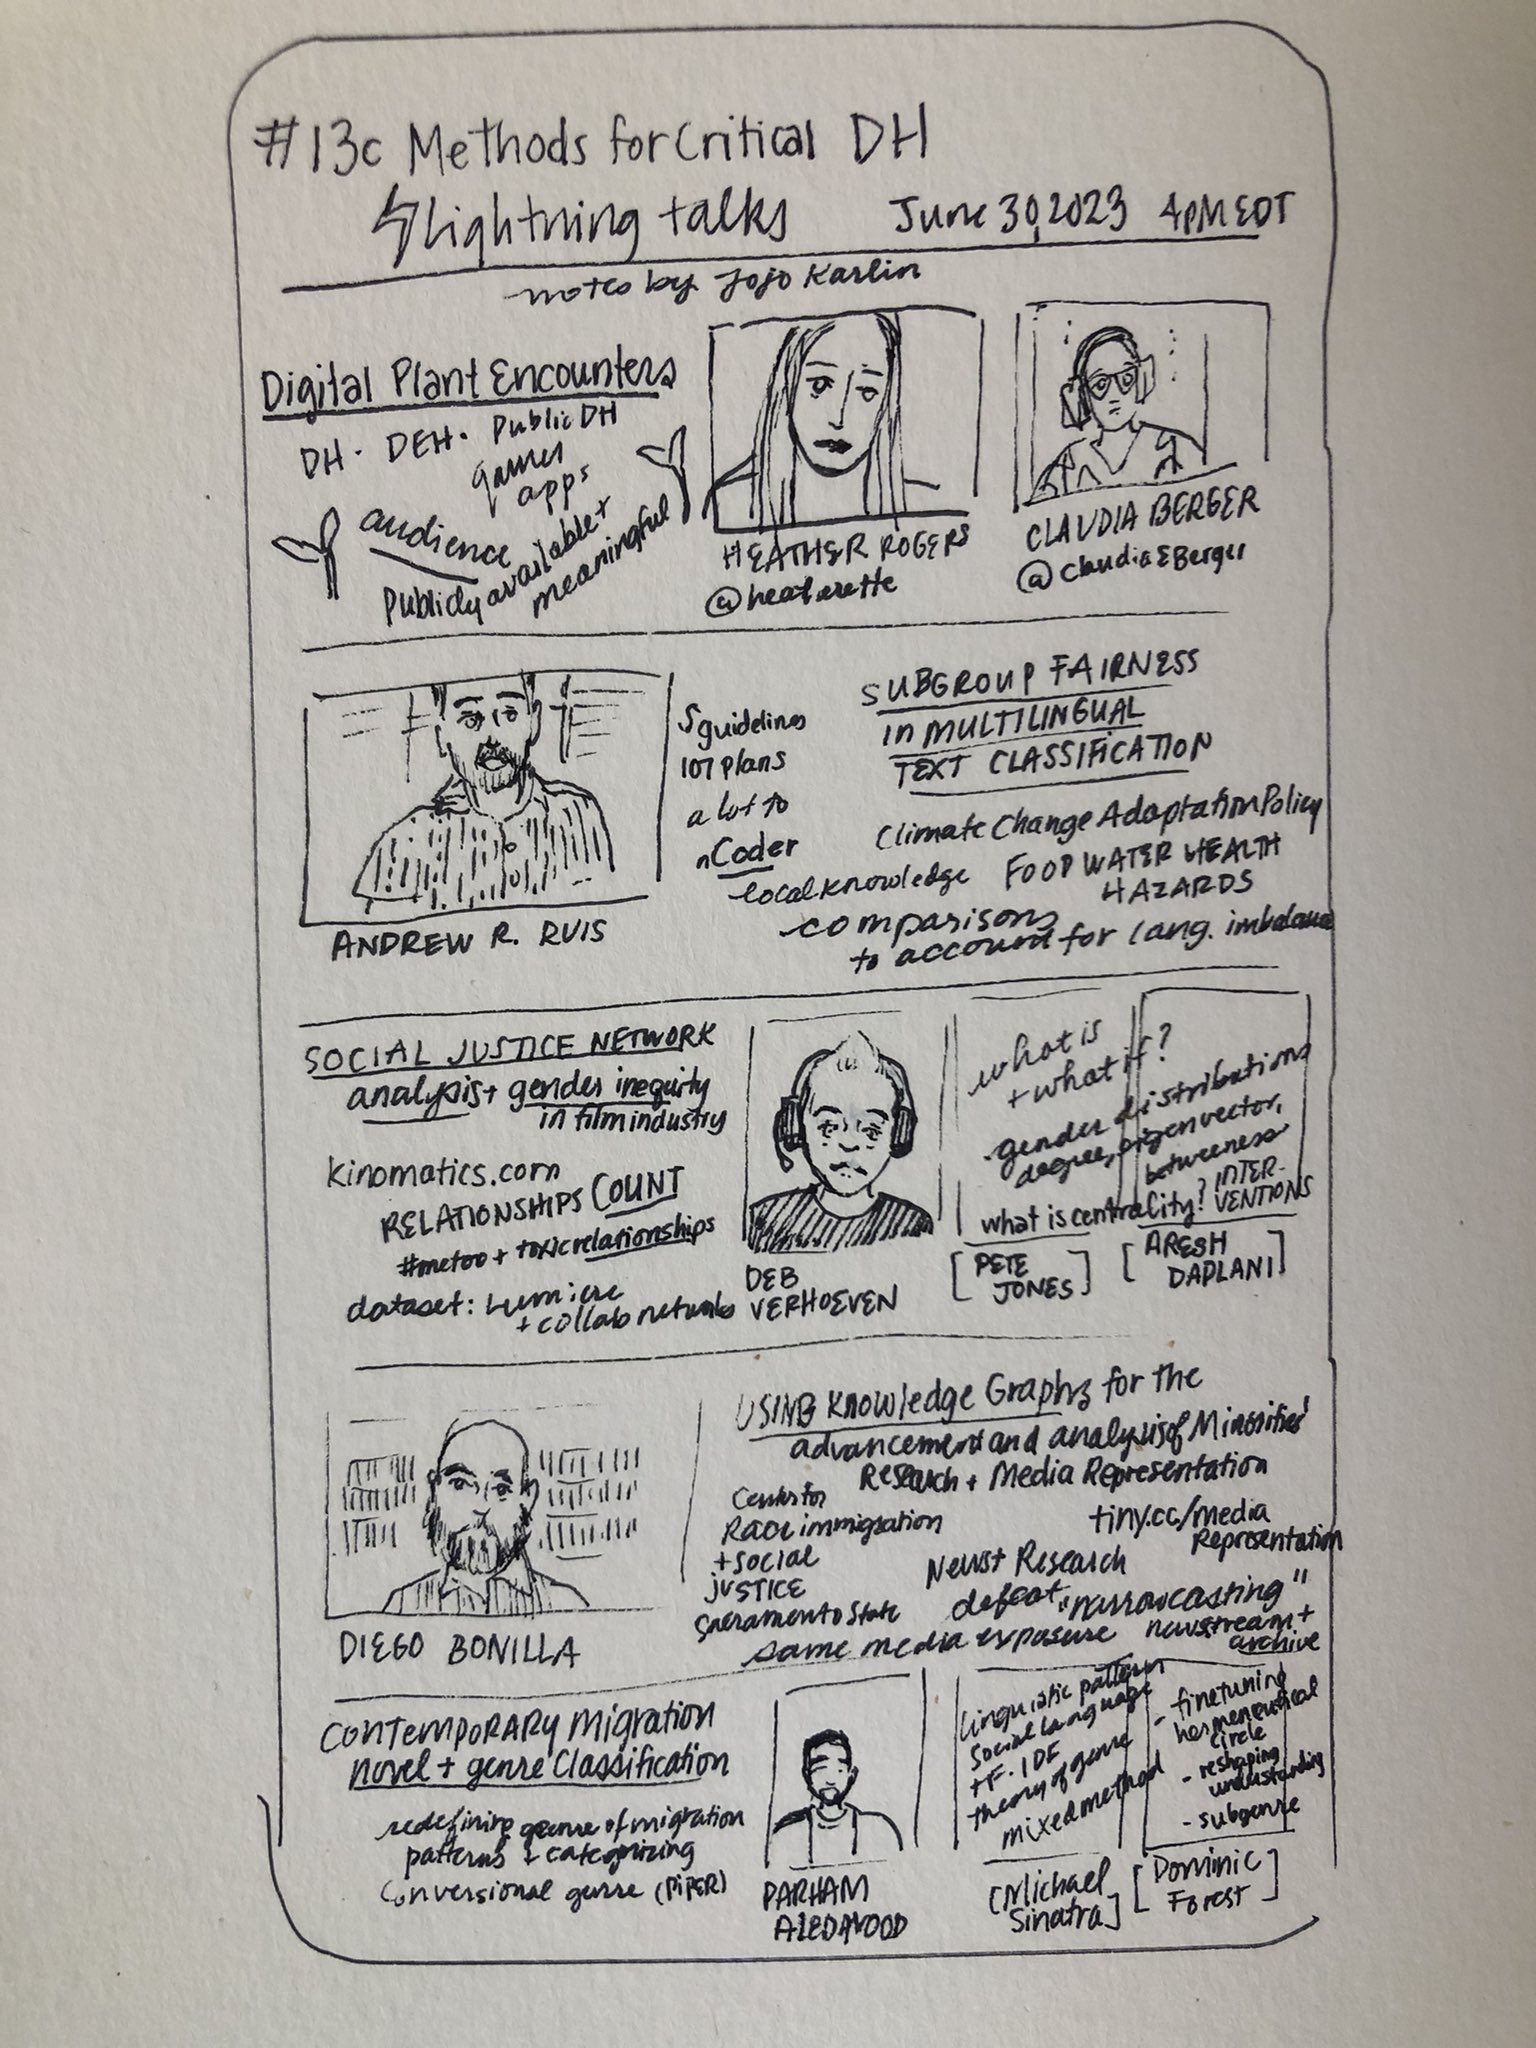 #13c Methods for Critical DH
Lightning talks June 30, 2023 4PM EDT
notes by Jojo Karlin
Digital Plant Encounters
DH · DEH · Public DH
games
apps
audience
Publicly available +
meaningful
HEATHER ROGERS
CLAUDIA BERGER
@claudiaEBerger
5 guidelines
107 plans
a lot to
nCoder
SUBGROUP FAIRNESS
in MULTILINGUAL
TEXT CLASSIFICATION
Climate Change Adaptation Policy
local knowledge FOOD WATER HEALTH
HAZARDS
comparisons
to account for lang. imbalance
ANDREW R. RUIS
SOCIAL JUSTICE NETWORK
analysis + gender inequity
in film industry
kinomatics.com
RELATIONSHIPS COUNT
#metoo + toxic relationships
dataset: Lumiere
+ collab networks
DEB
VERHOEVEN
what is
+ what if?
gender distributions
degree, eigenvector,
betweeness
what is centrality? INTER-
VENTIONS
[PETE
JONES]
[ARESH
DAPLANI]
USING Knowledge Graphs for the
advancement and analysis of Minorities'
Research + Media Representation
Center for
Race immigration
+ social
JUSTICE
Sacramento State
tiny.cc/media
Representation
News + Research
defeat "narrowcasting"
same media exposure newstream +
archive
DIEGO BONILLA
Contemporary migration
novel + genre Classification
redefining genre of migration
patterns + categorizing
Conversional genre (PIPER)
PARHAM
ALEDAVOOD
Linguistic pattern
Social Language
TF-IDF
theory of genre
mixed method
[Michael
Sinatra]
- finetuning
hermeneutical
circle
- reshaping
understanding
- subgenre
[Dominic
Forest]